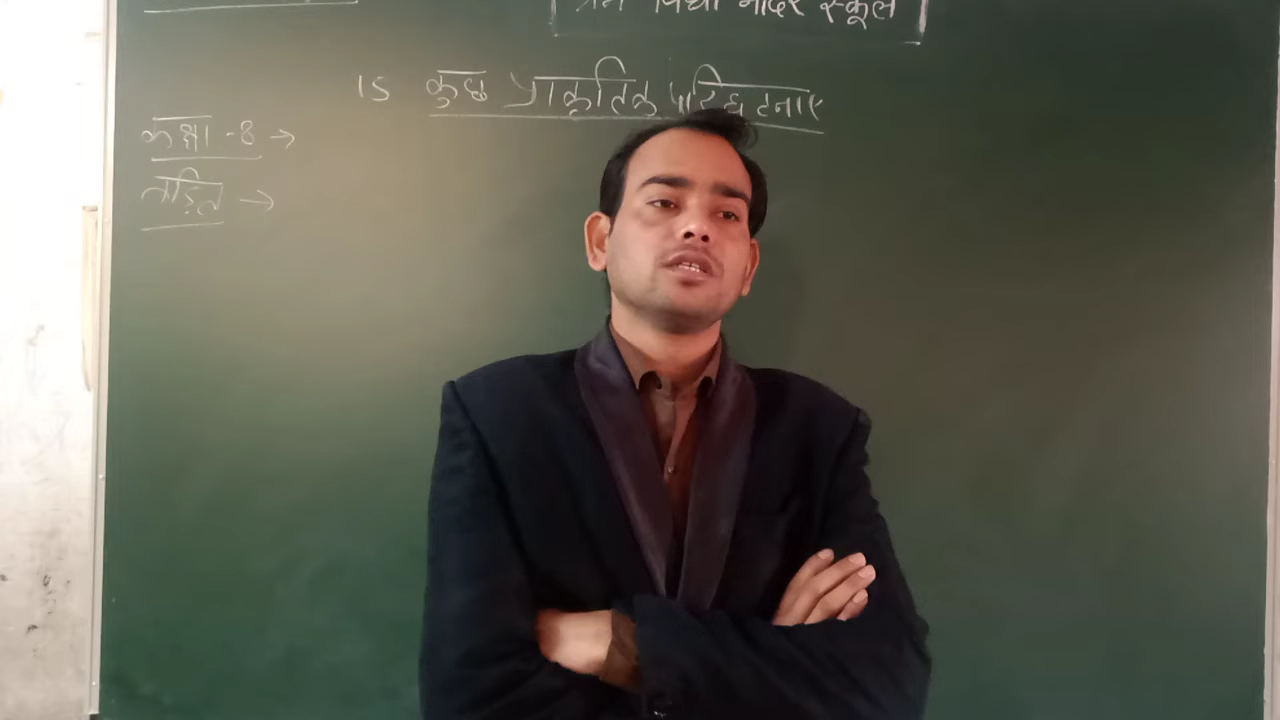 विद्या मंदिर स्कूल
15 कुछ प्राकृतिक परिघटनाए
कक्षा -8 →
तड़ित →